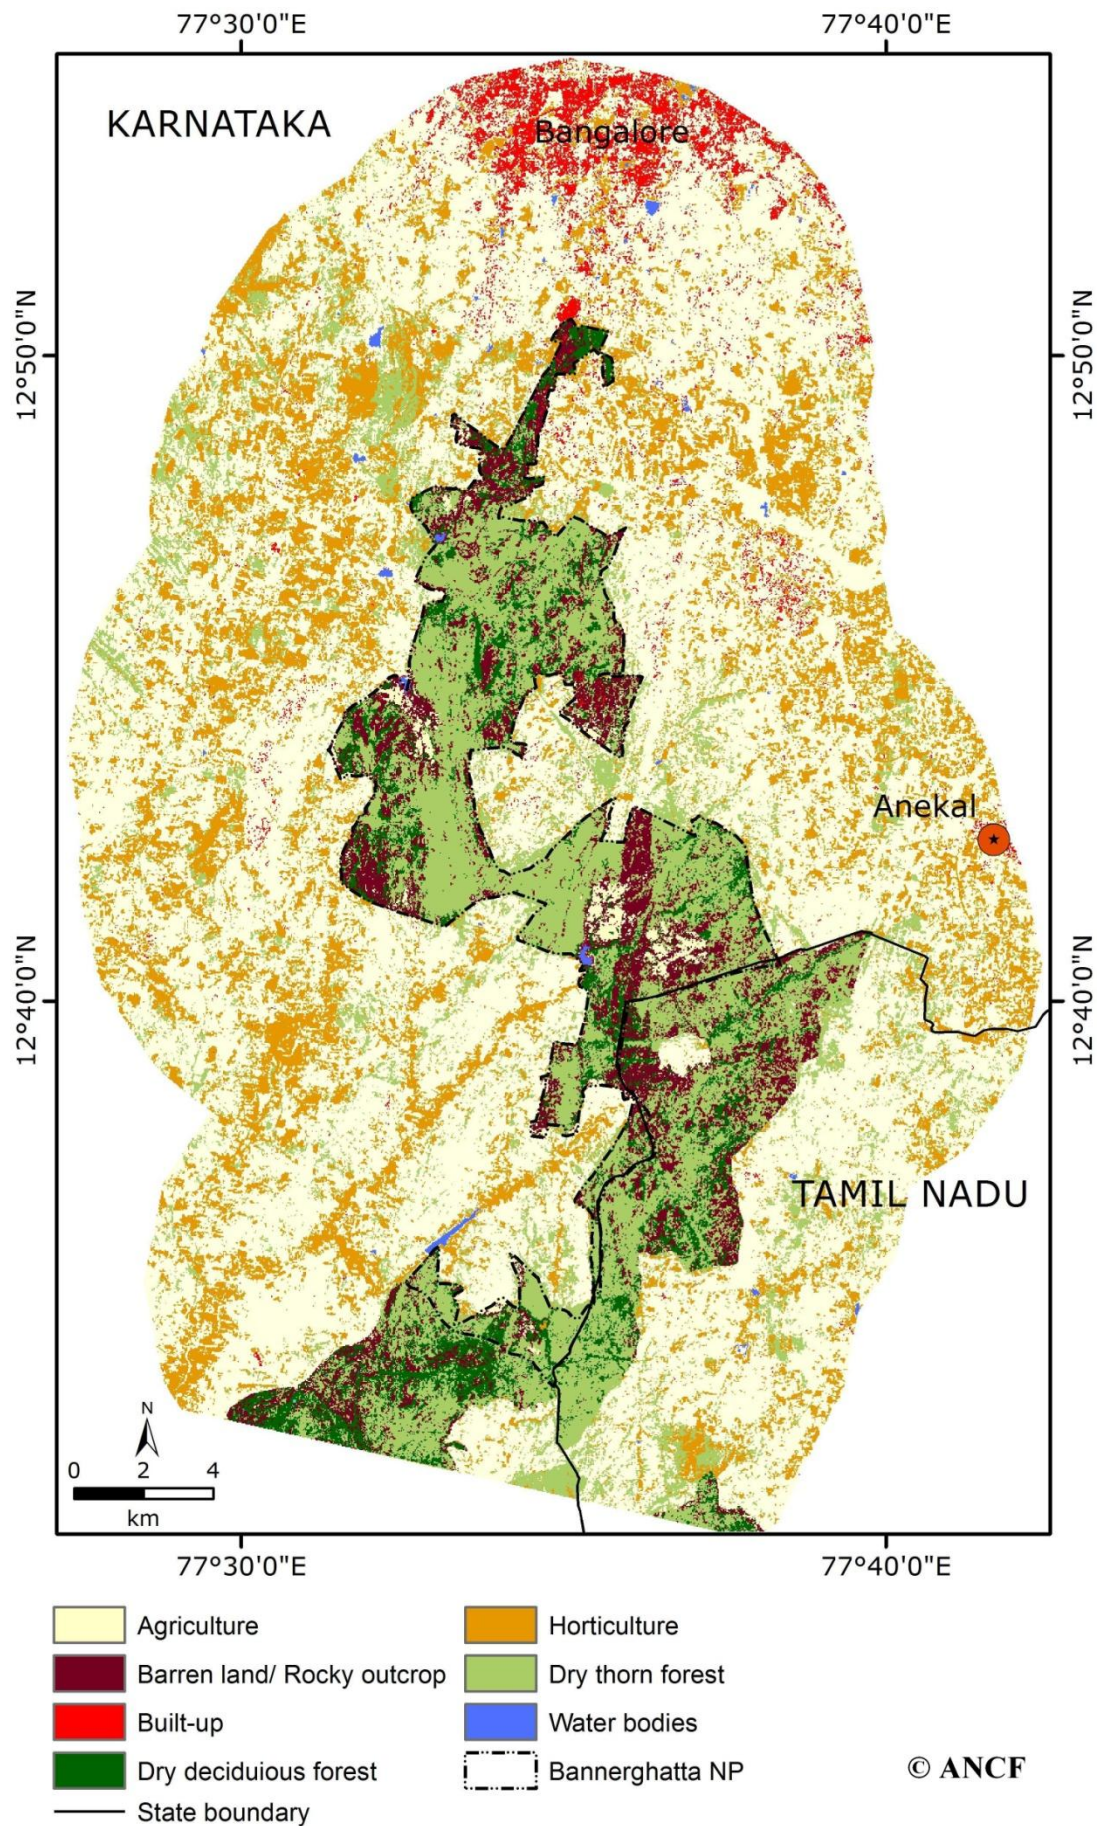 77°30'0"E 77°40'0"E
KARNATAKA
Bangalore
12°50'0"N 12°50'0"N
Anekal
12°40'0"N 12°40'0"N
TAMIL NADU
N
0 2 4
km
77°30'0"E 77°40'0"E
Agriculture Horticulture
Barren land/ Rocky outcrop Dry thorn forest
Built-up Water bodies
Dry deciduious forest Bannerghatta NP
© ANCF
State boundary